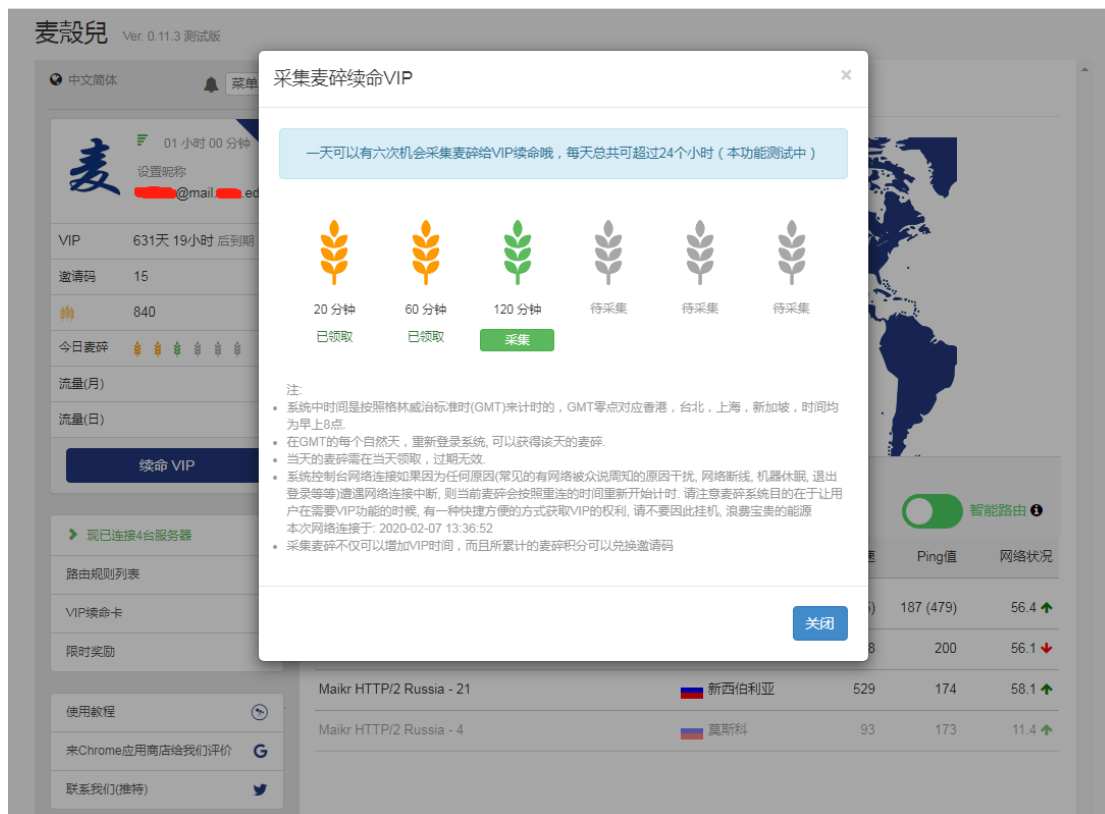 麦殼兒 Ver. 0.11.3 测试版
中文简体
菜单
01 小时 00 分钟
设置昵称
@mail. .ed
麦
VIP 631天 19小时 后到期
邀请码 15
840
今日麦碎
流量(月)
流量(日)
续命 VIP
现已连接4台服务器
路由规则列表
VIP续命卡
限时奖励
使用教程
来Chrome应用商店给我们评价
联系我们(推特)
采集麦碎续命VIP ×
一天可以有六次机会采集麦碎给VIP续命哦，每天总共可超过24个小时（本功能测试中）
20 分钟 60 分钟 120 分钟 待采集 待采集 待采集
已领取 已领取 采集
注:
系统中时间是按照格林威治标准时(GMT)来计时的，GMT零点对应香港，台北，上海，新加坡，时间均
为早上8点.
在GMT的每个自然天，重新登录系统, 可以获得该天的麦碎.
当天的麦碎需在当天领取，过期无效.
系统控制台网络连接如果因为任何原因(常见的有网络被众说周知的原因干扰, 网络断线, 机器休眠, 退出
登录等等)遭遇网络连接中断, 则当前麦碎会按照重连的时间重新开始计时. 请注意麦碎系统目的在于让用
户在需要VIP功能的时候, 有一种快捷方便的方式获取VIP的权利, 请不要因此挂机, 浪费宝贵的能源
本次网络连接于: 2020-02-07 13:36:52
采集麦碎不仅可以增加VIP时间，而且所累计的麦碎积分可以兑换邀请码
关闭
智能路由
Ping值 网络状况
187 (479) 56.4
8 200 56.1
Maikr HTTP/2 Russia - 21 新西伯利亚 529 174 58.1
Maikr HTTP/2 Russia - 4 莫斯科 93 173 11.4